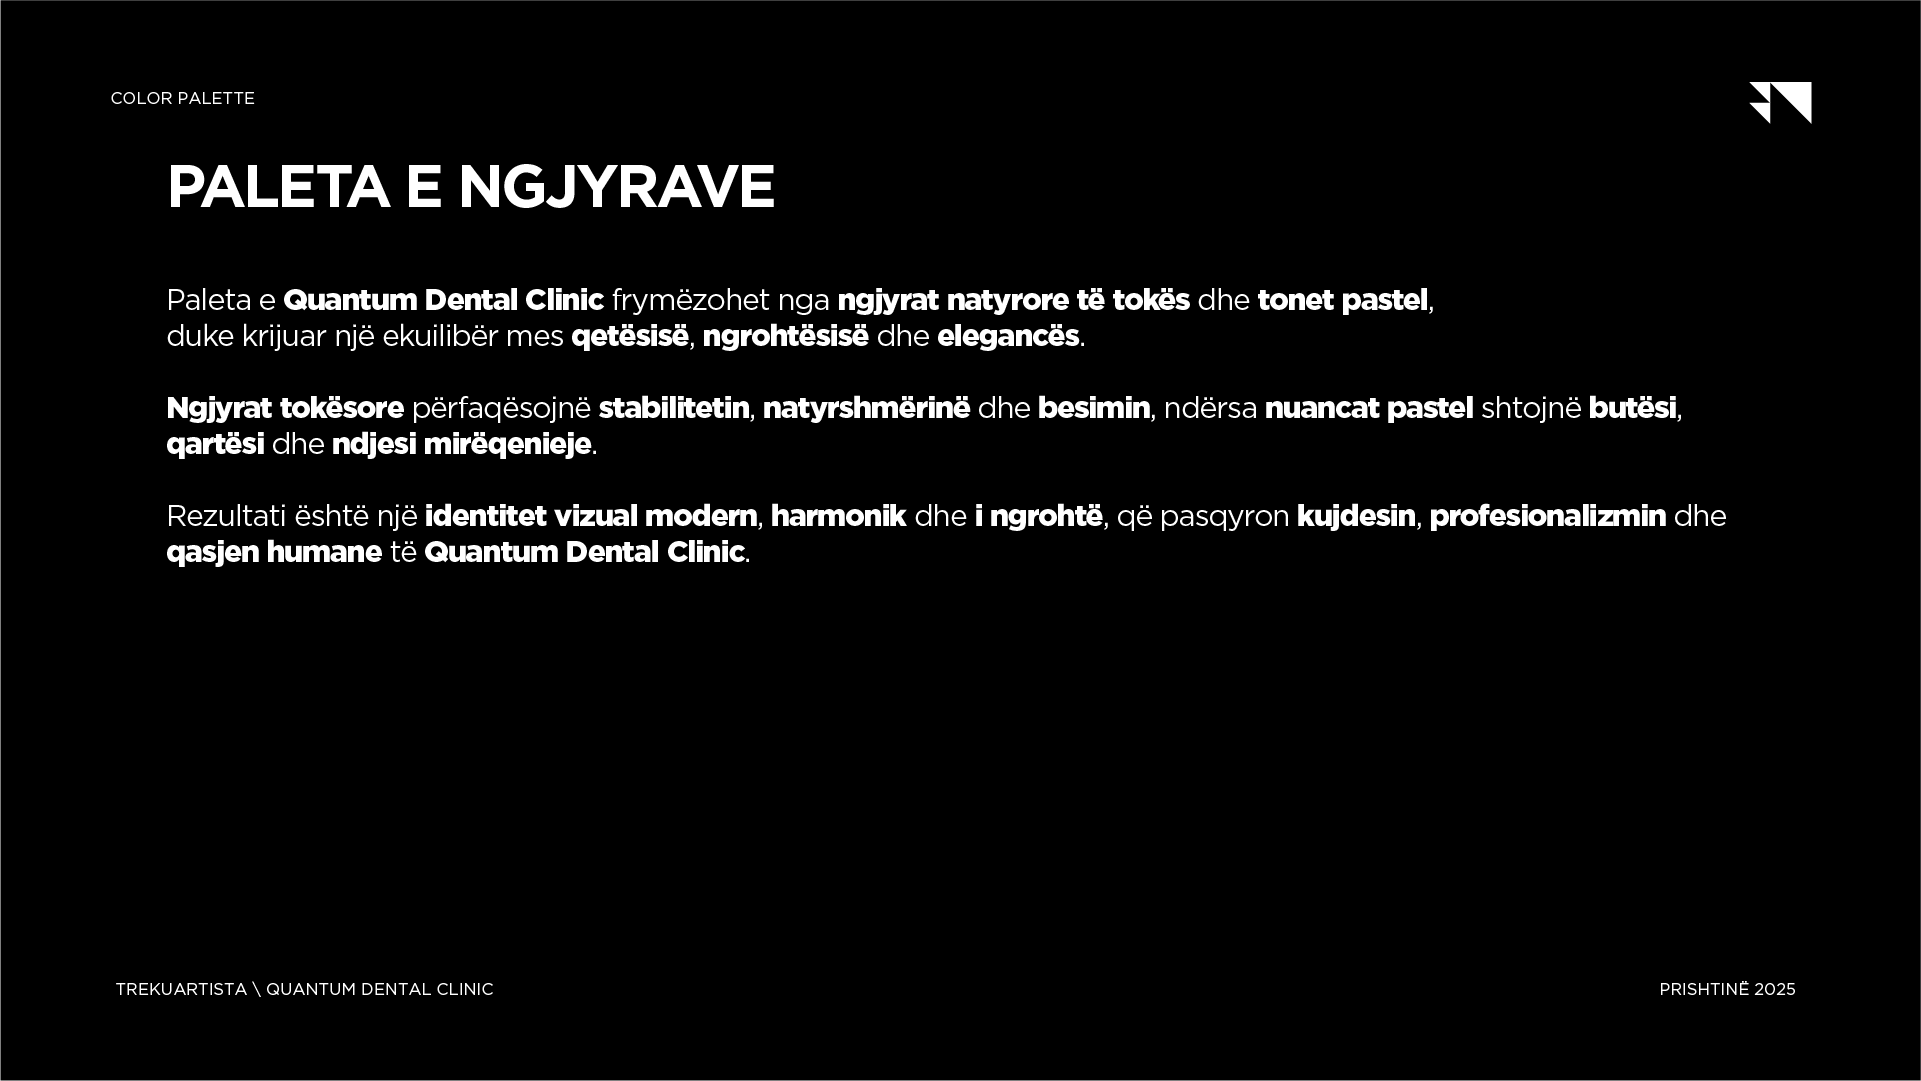 COLOR PALETTE
PALETA E NGJYRAVE
Paleta e Quantum Dental Clinic frymëzohet nga ngjyrat natyrore të tokës dhe tonet pastel,
duke krijuar një ekuilibër mes qetësisë, ngrohtësisë dhe elegancës.
Ngjyrat tokësore përfaqësojnë stabilitetin, natyrshmërinë dhe besimin, ndërsa nuancat pastel shtojnë butësi,
qartësi dhe ndjesi mirëqenieje.
Rezultati është një identitet vizual modern, harmonik dhe i ngrohtë, që pasqyron kujdesin, profesionalizmin dhe
qasjen humane të Quantum Dental Clinic.
TREKUARTISTA \ QUANTUM DENTAL CLINIC
PRISHTINË 2025